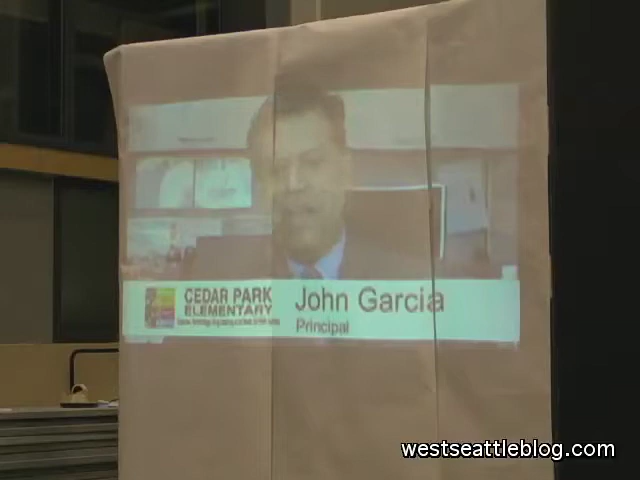 CEDAR PARK
ELEMENTARY
John Garcia
Principal
westseattleblog.com